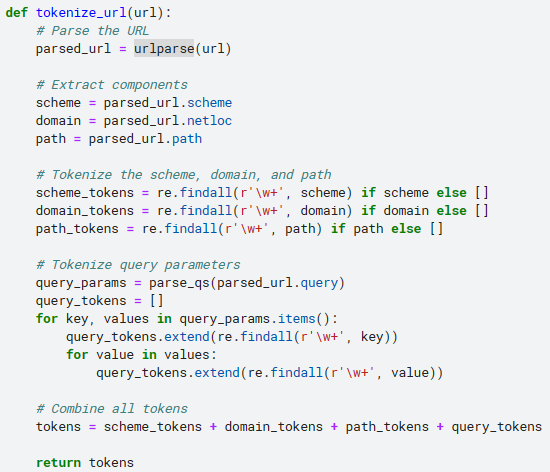 def tokenize_url(url):
    # Parse the URL
    parsed_url = urlparse(url)

    # Extract components
    scheme = parsed_url.scheme
    domain = parsed_url.netloc
    path = parsed_url.path

    # Tokenize the scheme, domain, and path
    scheme_tokens = re.findall(r'\w+', scheme) if scheme else []
    domain_tokens = re.findall(r'\w+', domain) if domain else []
    path_tokens = re.findall(r'\w+', path) if path else []

    # Tokenize query parameters
    query_params = parse_qs(parsed_url.query)
    query_tokens = []
    for key, values in query_params.items():
        query_tokens.extend(re.findall(r'\w+', key))
        for value in values:
            query_tokens.extend(re.findall(r'\w+', value))

    # Combine all tokens
    tokens = scheme_tokens + domain_tokens + path_tokens + query_tokens

    return tokens